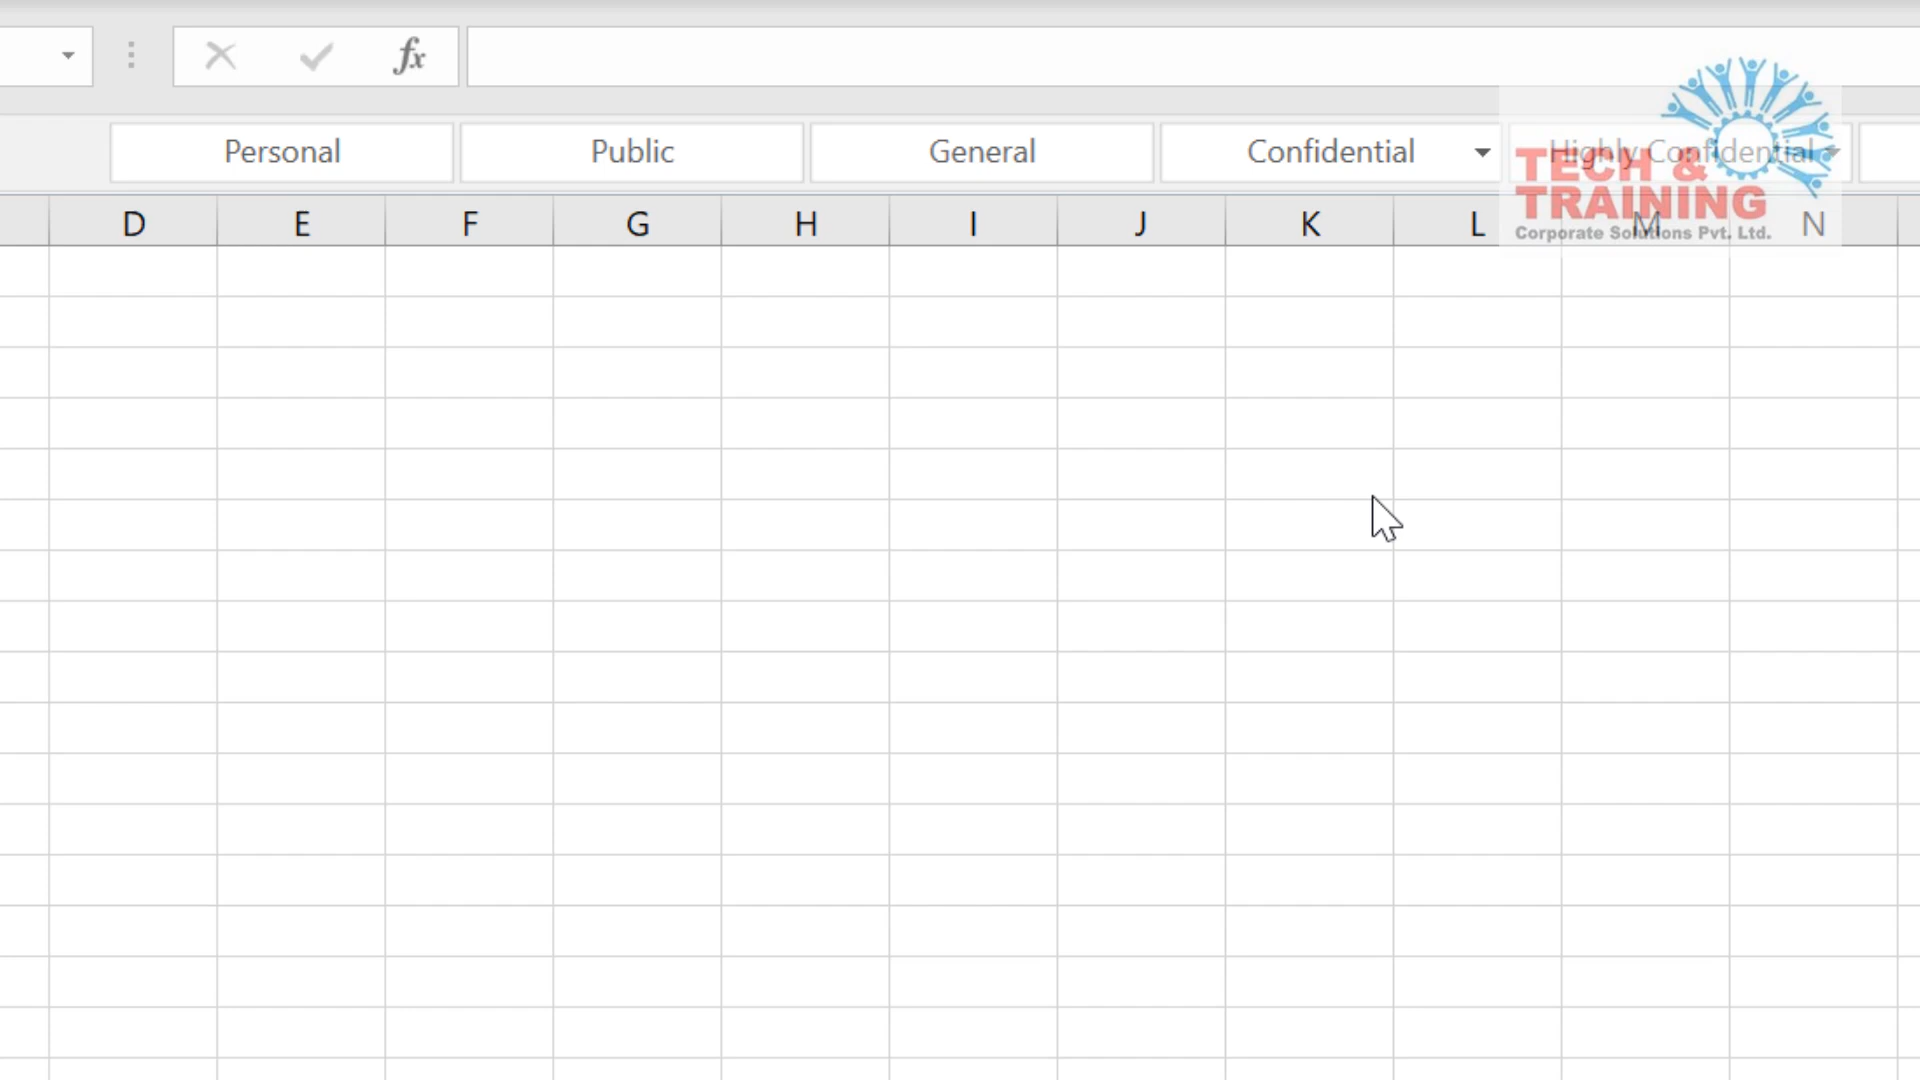 fx
Personal Public General Confidential Highly Confidential
TECH &
TRAINING
Corporate Solutions Pvt. Ltd.
D E F G H I J K L M N